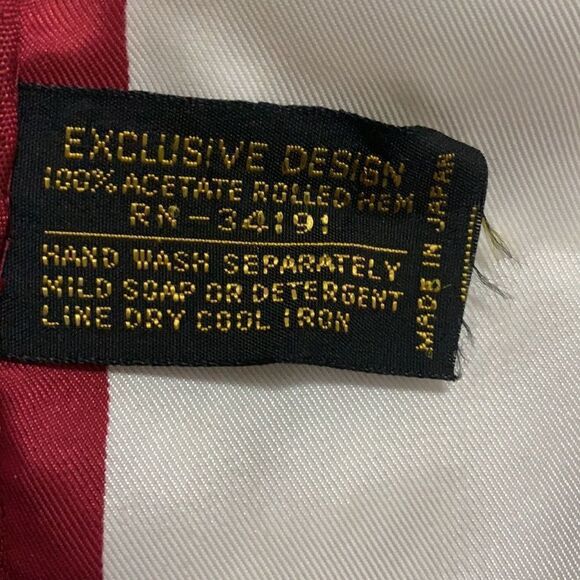 EXCLUSIVE DESIGN
100% ACETATE ROLLED HEM
RN-34191
HAND WASH SEPARATELY
MILD SOAP OR DETERGENT
LINE DRY COOL IRON
MADE IN JAPAN